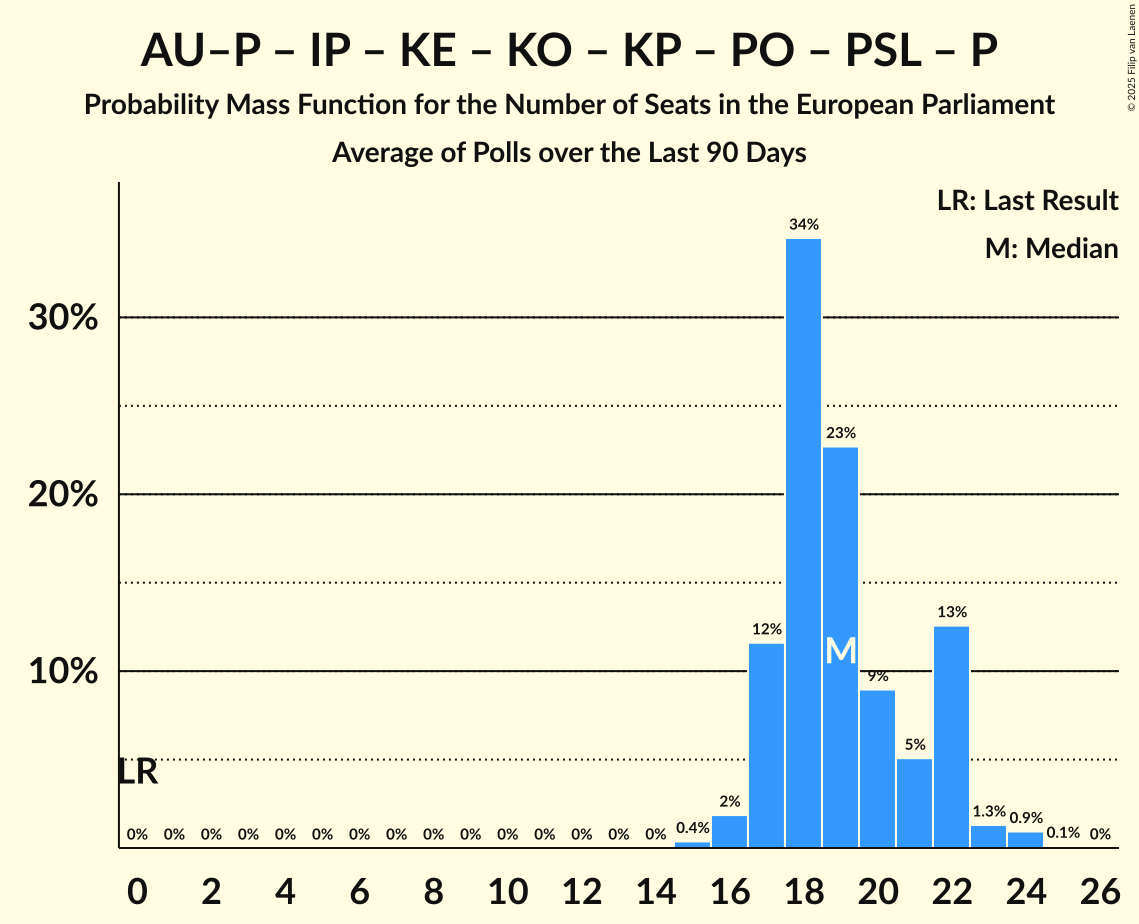 AU–P – IP – KE – KO – KP – PO – PSL – P
Probability Mass Function for the Number of Seats in the European Parliament
Average of Polls over the Last 90 Days
© 2025 Filip van Laenen
LR: Last Result
M: Median
34%
30%
23%
20%
13%
12%
M
10%
9%
5%
LR
2%
1.3%
0.9%
0% 0% 0% 0% 0% 0% 0% 0% 0% 0% 0% 0% 0% 0% 0% 0.4% 0.1% 0%
0 2 4 6 8 10 12 14 16 18 20 22 24 26